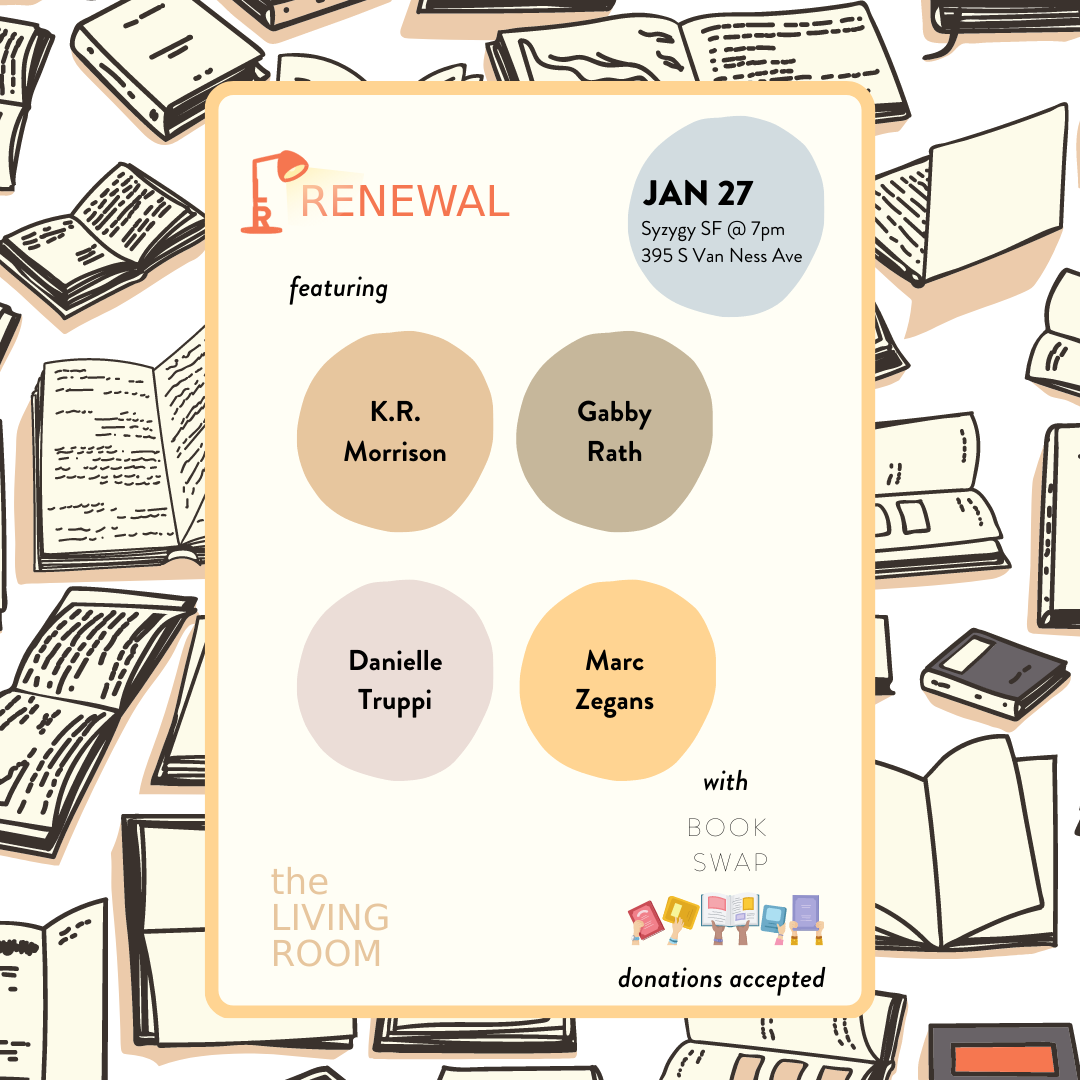 RENEWAL
JAN 27
Syzygy SF @ 7pm
395 S Van Ness Ave
featuring
K.R.
Morrison
Gabby
Rath
Danielle
Truppi
Marc
Zegans
with
BOOK
SWAP
the
LIVING
ROOM
donations accepted